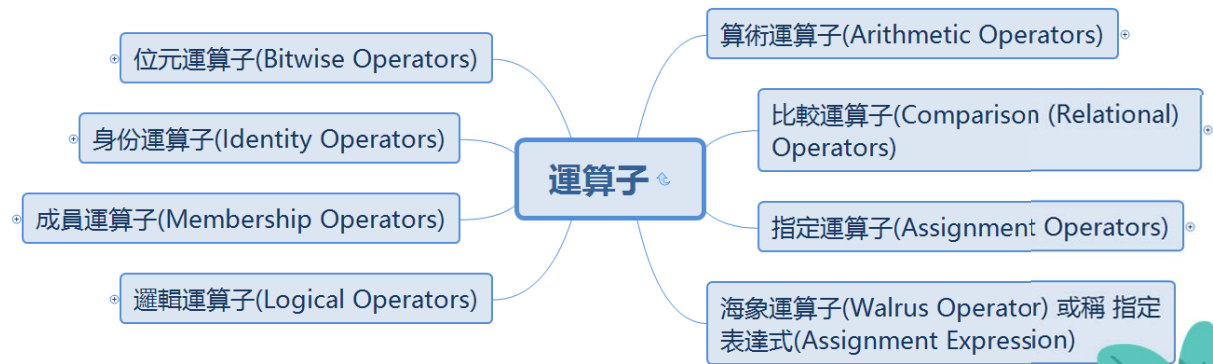 位元運算子(Bitwise Operators)
身份運算子(Identity Operators)
成員運算子(Membership Operators)
邏輯運算子(Logical Operators)
運算子
算術運算子(Arithmetic Operators)
比較運算子(Comparison (Relational)
Operators)
指定運算子(Assignment Operators)
海象運算子(Walrus Operator) 或稱 指定
表達式(Assignment Expression)